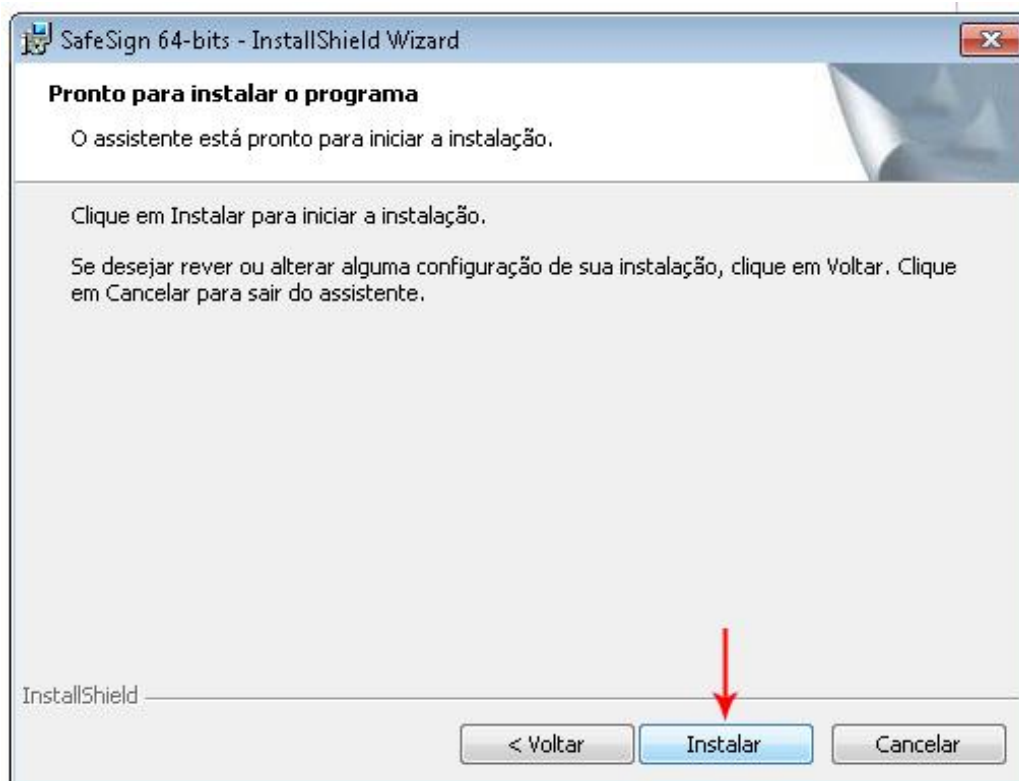 SafeSign 64-bits - InstallShield Wizard
Pronto para instalar o programa
O assistente está pronto para iniciar a instalação.
Clique em Instalar para iniciar a instalação.
Se desejar rever ou alterar alguma configuração de sua instalação, clique em Voltar. Clique
em Cancelar para sair do assistente.
InstallShield
< Voltar
Instalar
Cancelar